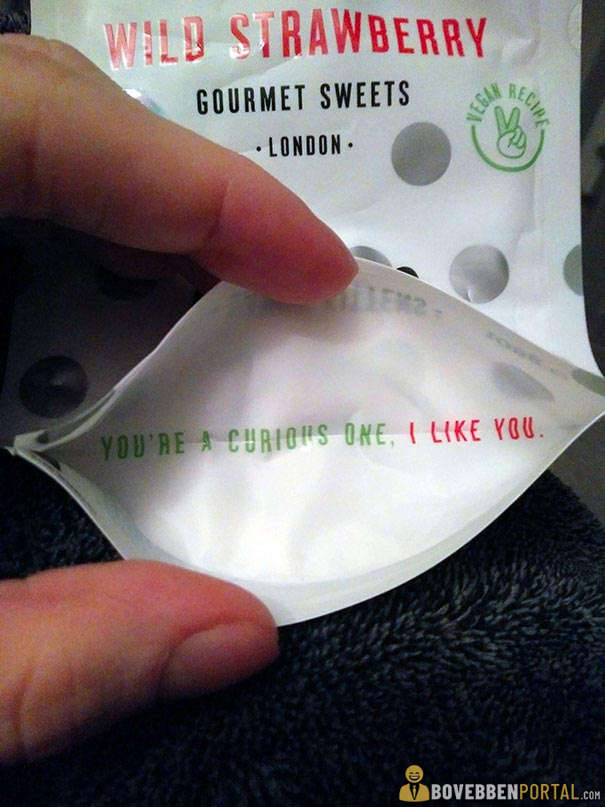 WILD STRAWBERRY
GOURMET SWEETS
• LONDON •
VEGAN RECIPE
YOU'RE A CURIOUS ONE, I LIKE YOU.
BOVEBBENPORTAL.COM